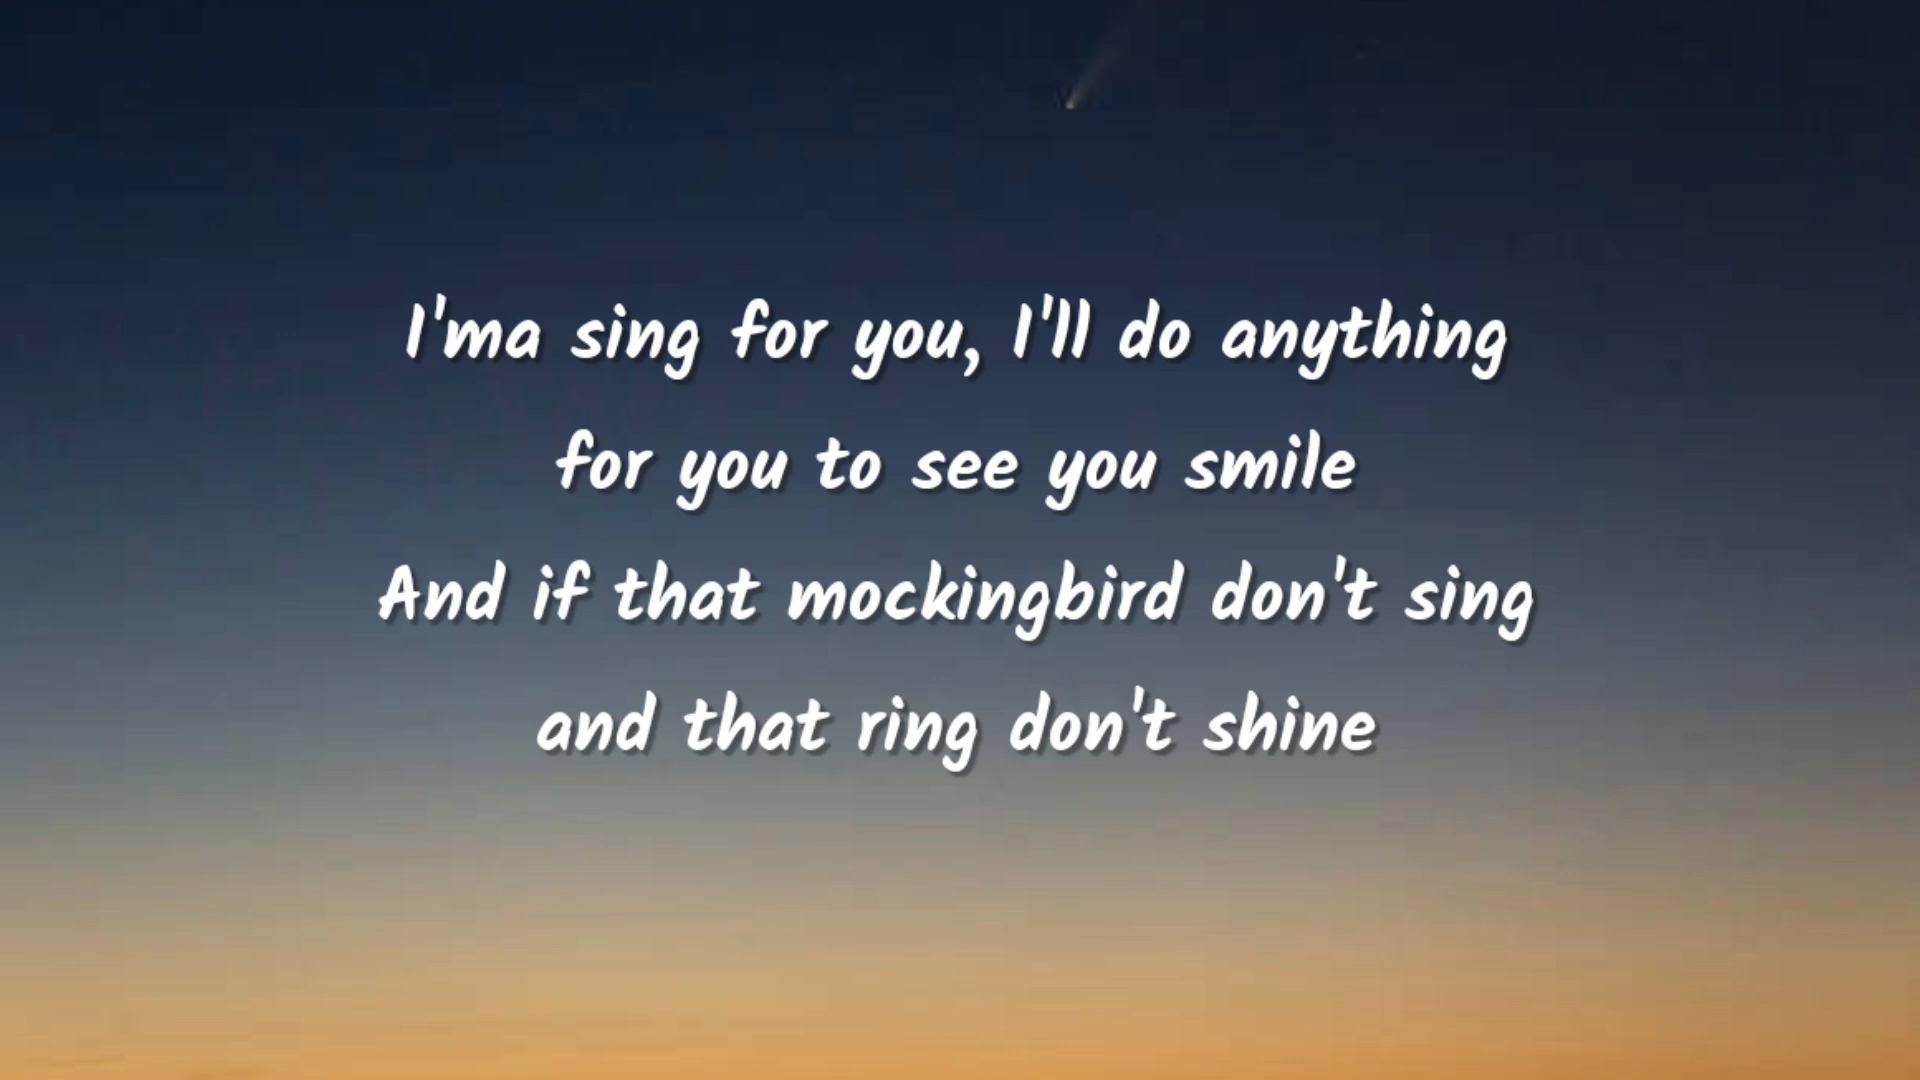 I'ma sing for you, I'll do anything
for you to see you smile
And if that mockingbird don't sing
and that ring don't shine